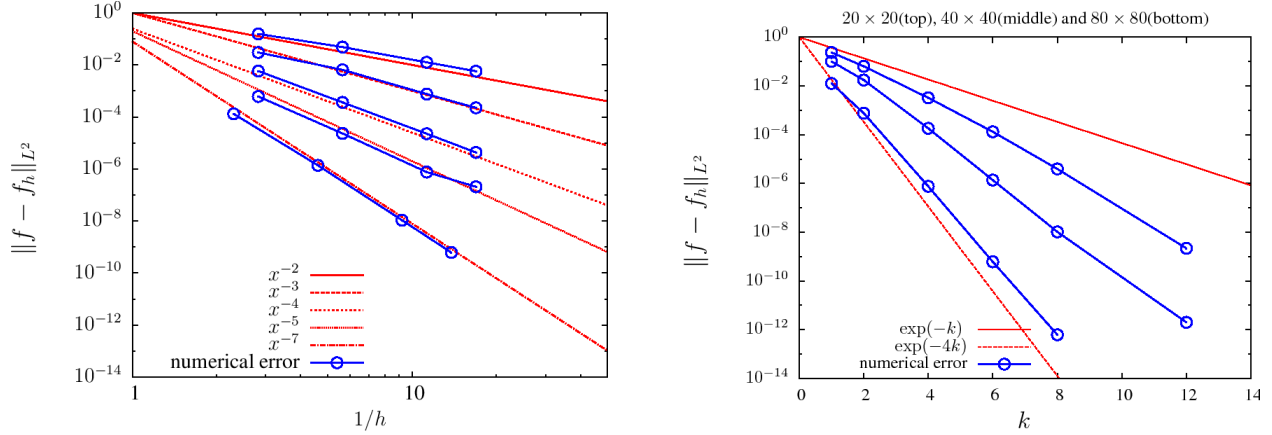 10^0
10^{-2}
10^{-4}
10^{-6}
10^{-8}
10^{-10}
10^{-12}
10^{-14}
‖f − f_h‖_{L^2}
x^{-2}
x^{-3}
x^{-4}
x^{-5}
x^{-7}
numerical error
1 10
1/h
20 × 20(top), 40 × 40(middle) and 80 × 80(bottom)
10^0
10^{-2}
10^{-4}
10^{-6}
10^{-8}
10^{-10}
10^{-12}
10^{-14}
‖f − f_h‖_{L^2}
exp(−k)
exp(−4k)
numerical error
0 2 4 6 8 10 12 14
k